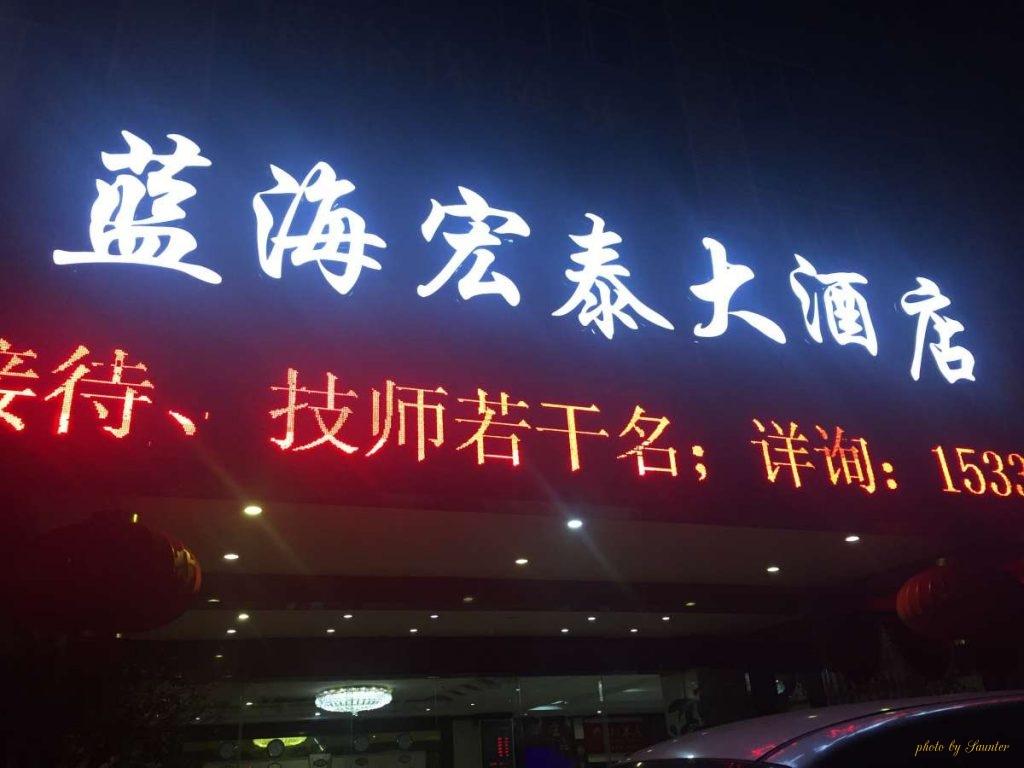 蓝海宏泰大酒店
接待、技师若干名；详询：1533
photo by Saunter